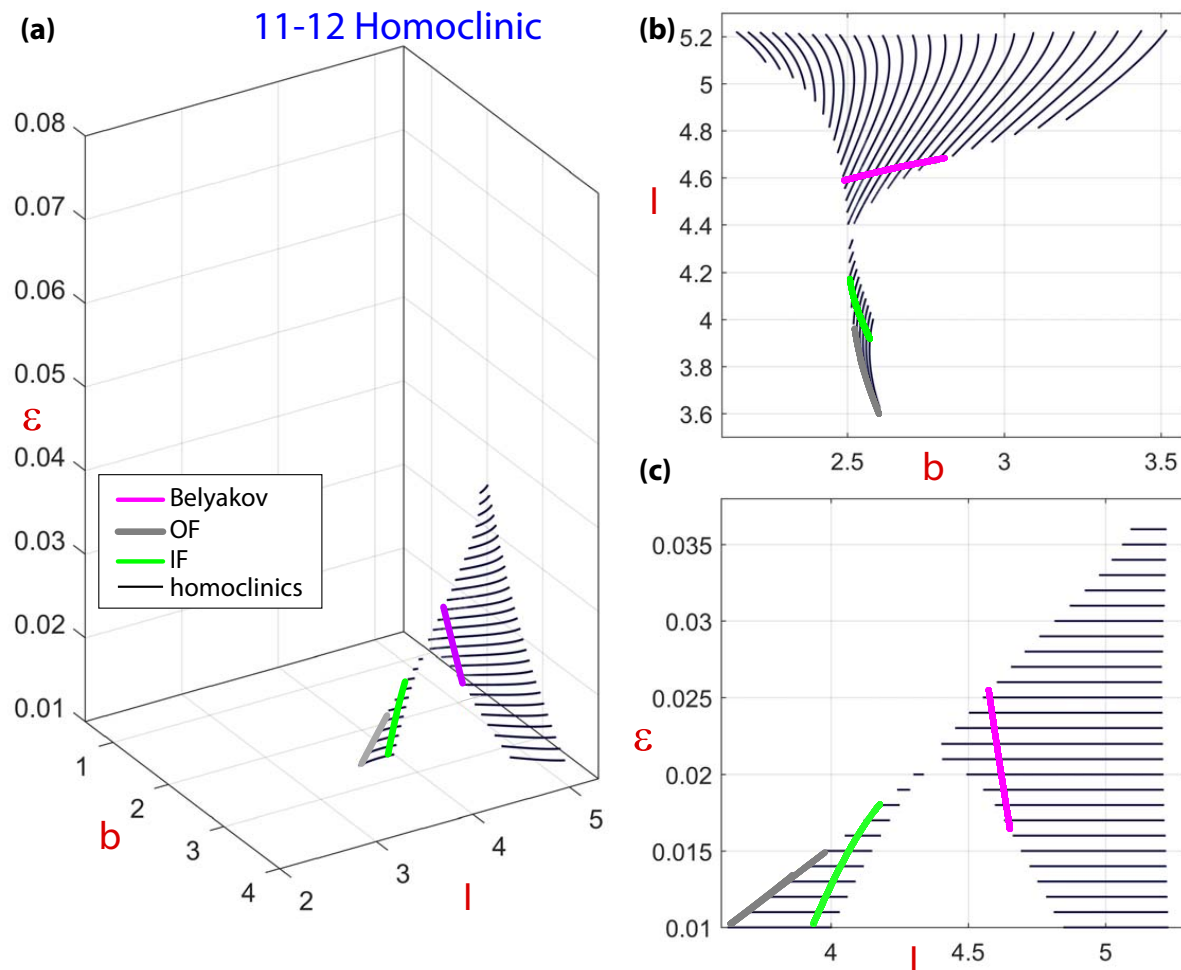 (a)
11-12 Homoclinic
0.08
0.07
0.06
0.05
ε
0.04
0.03
0.02
0.01
Belyakov
OF
IF
homoclinics
1
2
3
4
b
2
3
4
5
I
(b)
5.2
5
4.8
4.6
I
4.4
4.2
4
3.8
3.6
2.5
3
3.5
b
(c)
0.035
0.03
0.025
ε
0.02
0.015
0.01
4
4.5
5
I